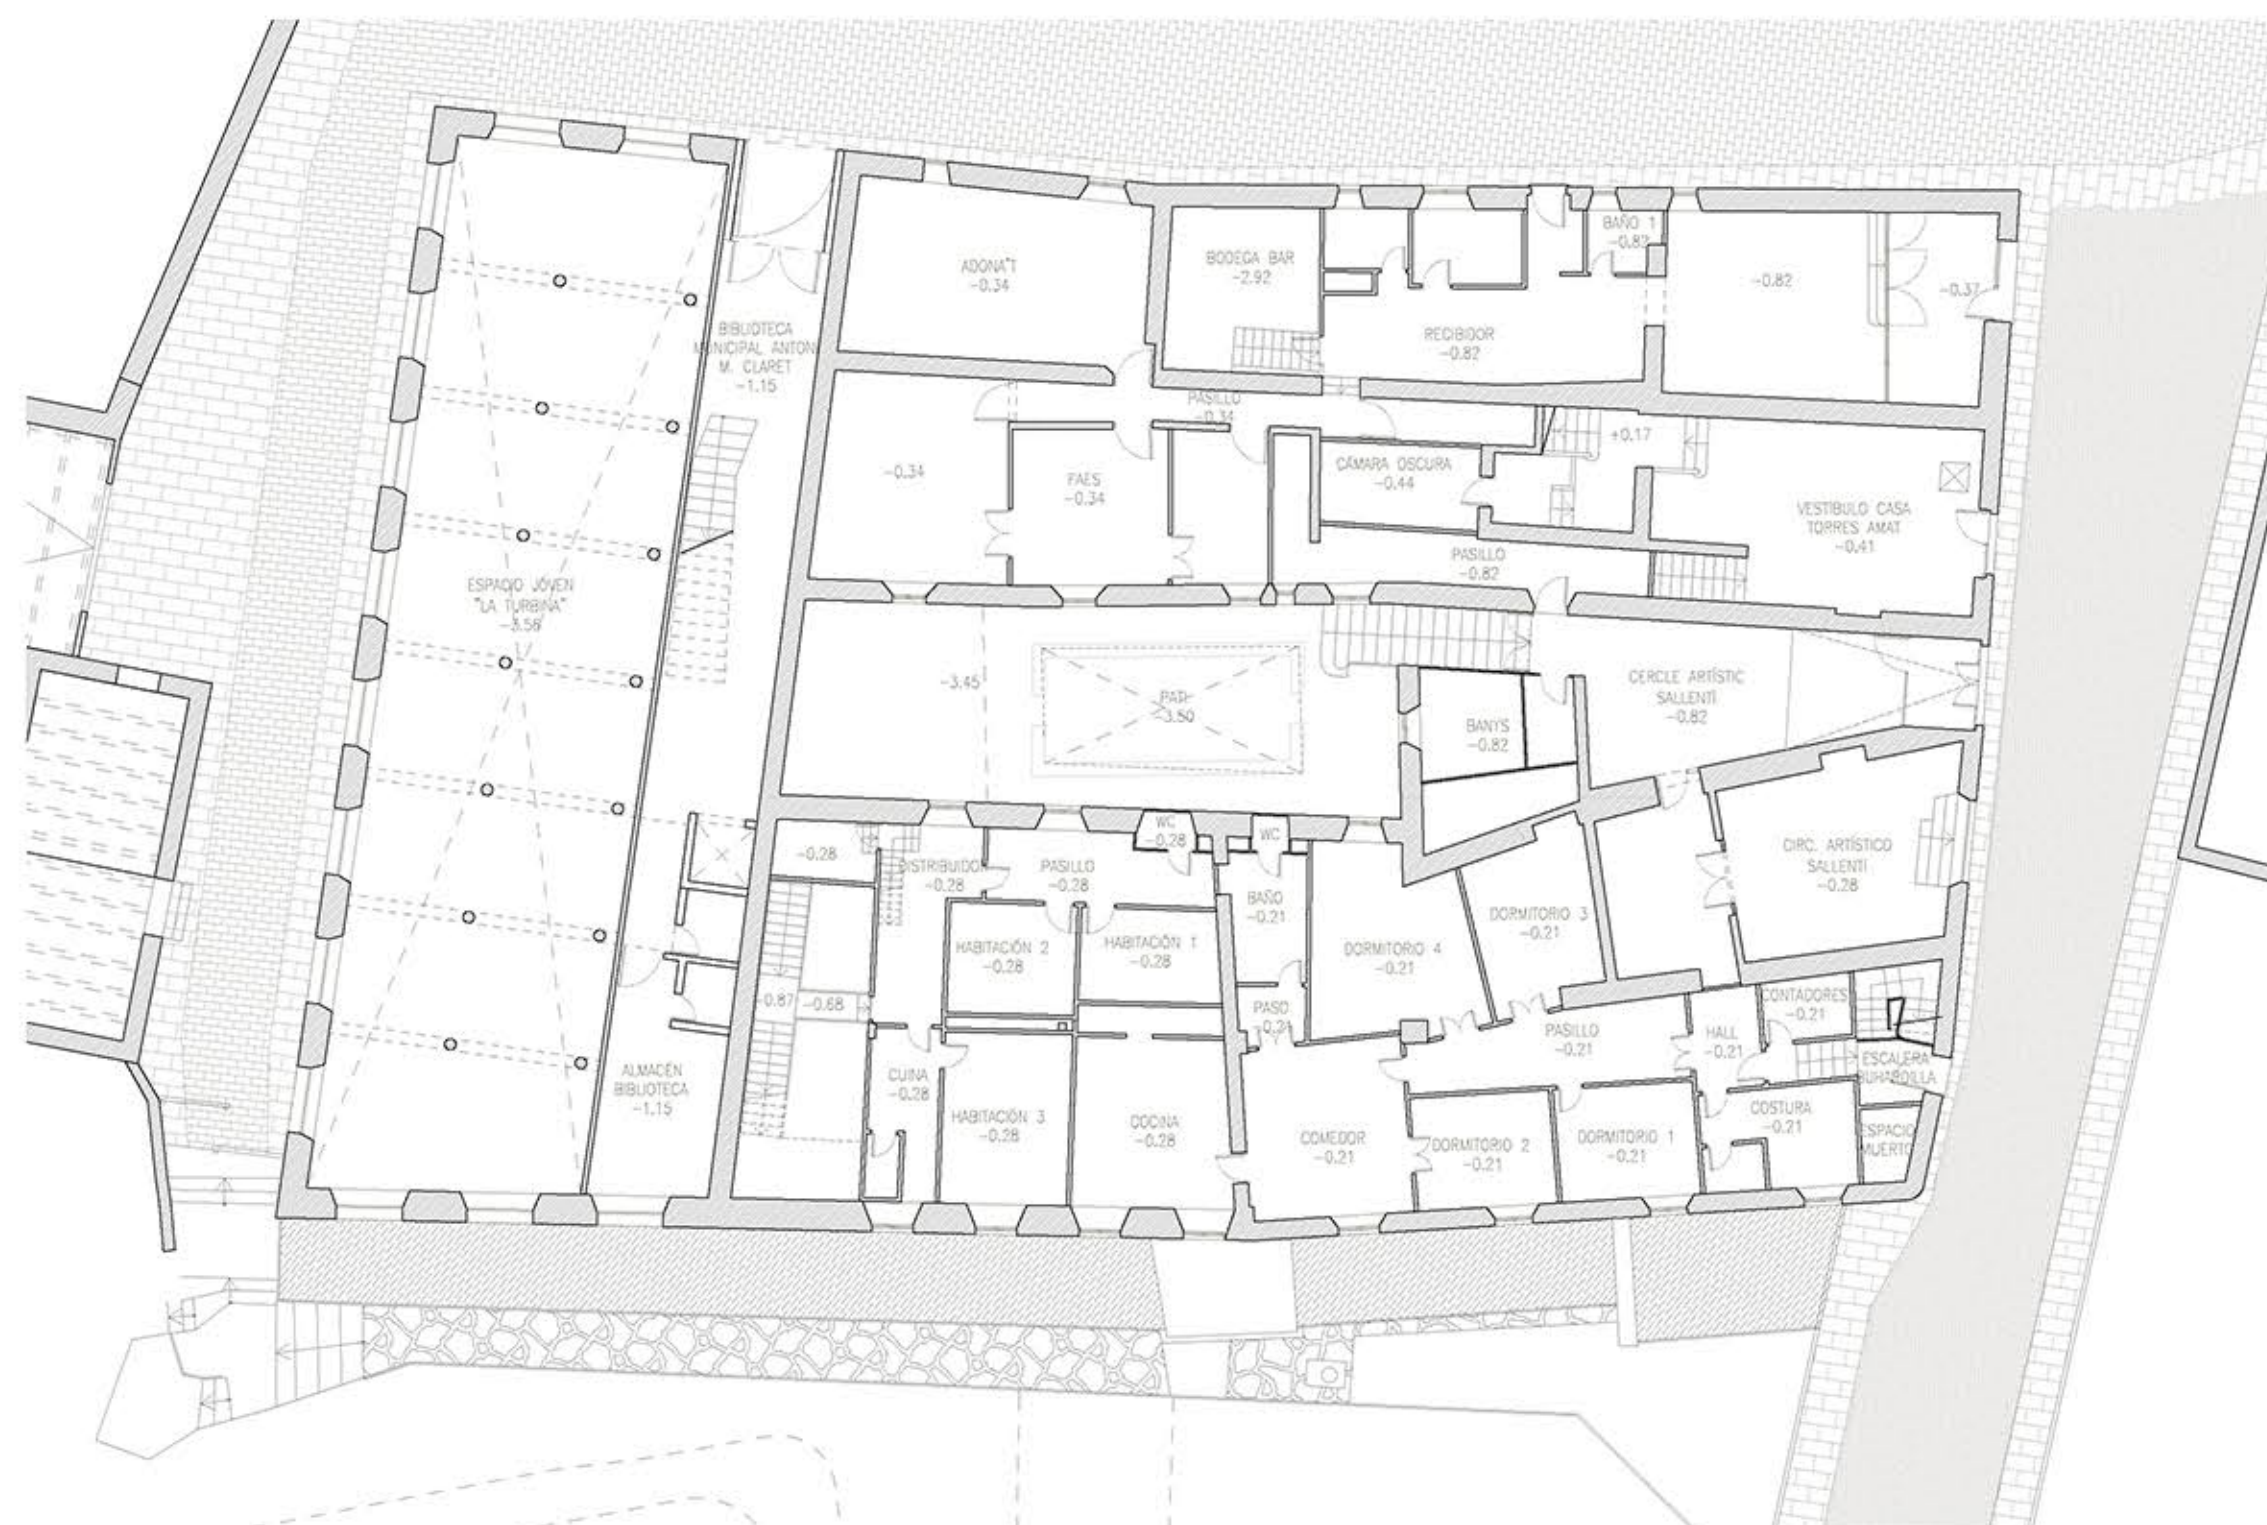 BAÑO 1
-0.82
ADONA'T
-0.34
BODEGA BAR
-2.92
-0.82
-0.37
BIBLIOTECA
MUNICIPAL ANTONI
M. CLARET
-1.15
RECIBIDOR
-0.82
PASILLO
-0.34
+0.17
-0.34
FAES
-0.34
CÁMARA OSCURA
-0.44
VESTÍBULO CASA
TORRES AMAT
-0.41
PASILLO
-0.82
ESPACIO JÓVEN
"LA TURBINA"
-3.58
-3.45
PATI
-3.50
CERCLE ARTÍSTIC
SALLENTÍ
-0.82
BANYS
-0.82
WC
-0.28
WC
-0.28
DISTRIBUIDOR
-0.28
PASILLO
-0.28
CIRC. ARTÍSTICO
SALLENTÍ
-0.28
BAÑO
-0.21
DORMITORIO 3
-0.21
HABITACIÓN 2
-0.28
HABITACIÓN 1
-0.28
DORMITORIO 4
-0.21
-0.87
-0.68
PASO
-0.21
CONTADORES
-0.21
PASILLO
-0.21
HALL
-0.21
ESCALERA
BUHARDILLA
ALMACÉN
BIBLIOTECA
-1.15
CUINA
-0.28
HABITACIÓN 3
-0.28
COCINA
-0.28
COMEDOR
-0.21
DORMITORIO 2
-0.21
DORMITORIO 1
-0.21
COSTURA
-0.21
ESPACIO
MUERTO